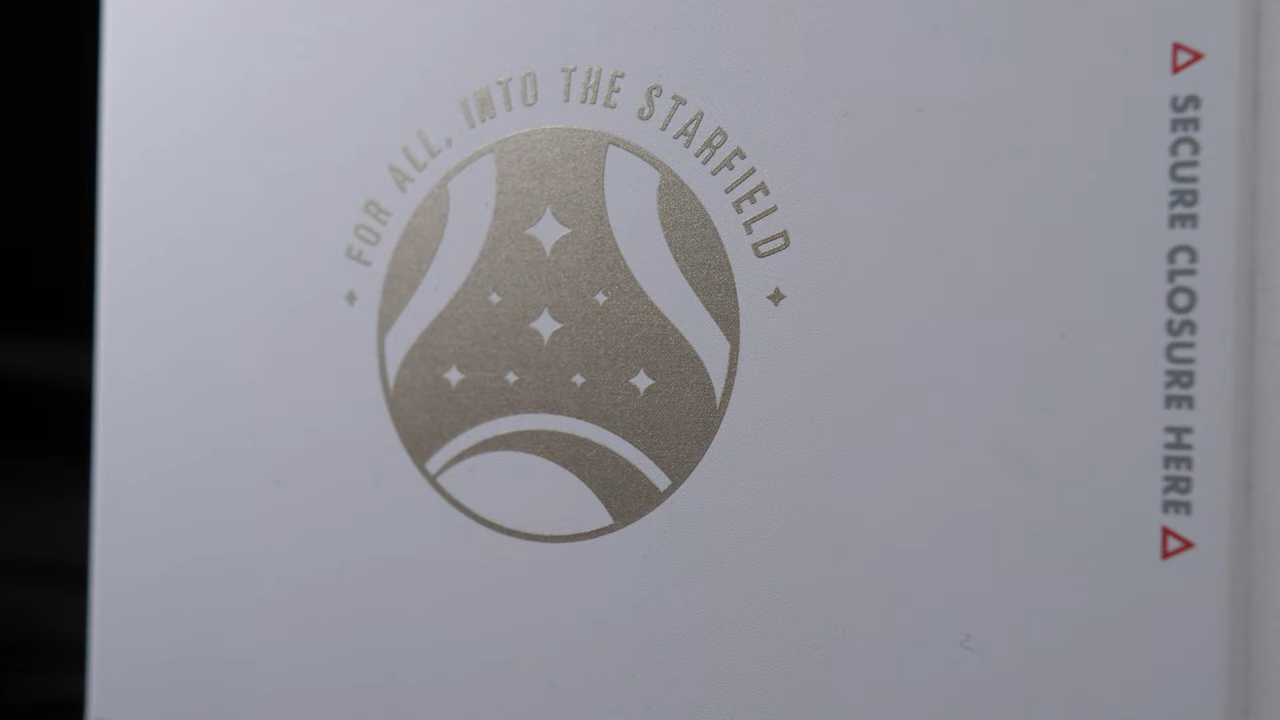 FOR ALL, INTO THE STARFIELD
SECURE CLOSURE HERE